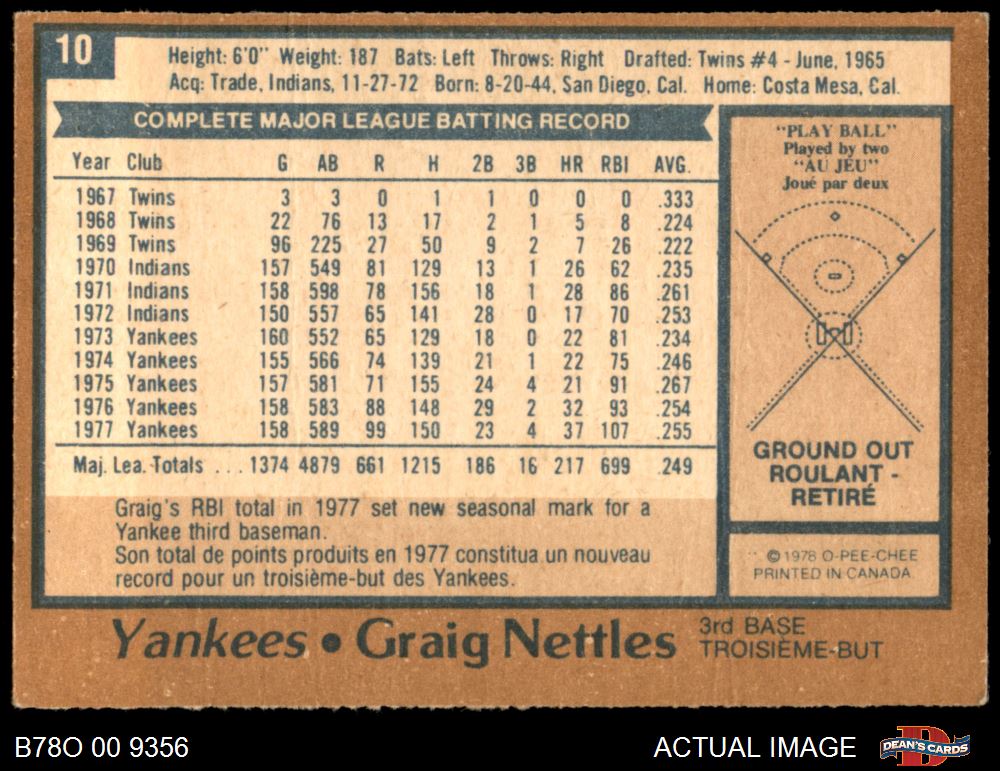 10
Height: 6'0" Weight: 187 Bats: Left Throws: Right Drafted: Twins #4 - June, 1965
Acq: Trade, Indians, 11-27-72 Born: 8-20-44, San Diego, Cal. Home: Costa Mesa, Cal.
COMPLETE MAJOR LEAGUE BATTING RECORD
Year Club G AB R H 2B 3B HR RBI AVG.
1967 Twins 3 3 0 1 1 0 0 0 .333
1968 Twins 22 76 13 17 2 1 5 8 .224
1969 Twins 96 225 27 50 9 2 7 26 .222
1970 Indians 157 549 81 129 13 1 26 62 .235
1971 Indians 158 598 78 156 18 1 28 86 .261
1972 Indians 150 557 65 141 28 0 17 70 .253
1973 Yankees 160 552 65 129 18 0 22 81 .234
1974 Yankees 155 566 74 139 21 1 22 75 .246
1975 Yankees 157 581 71 155 24 4 21 91 .267
1976 Yankees 158 583 88 148 29 2 32 93 .254
1977 Yankees 158 589 99 150 23 4 37 107 .255
Maj. Lea. Totals ... 1374 4879 661 1215 186 16 217 699 .249
Graig's RBI total in 1977 set new seasonal mark for a
Yankee third baseman.
Son total de points produits en 1977 constitua un nouveau
record pour un troisième-but des Yankees.
"PLAY BALL"
Played by two
"AU JEU"
Joué par deux
GROUND OUT
ROULANT -
RETIRÉ
© 1978 O-PEE-CHEE
PRINTED IN CANADA
Yankees • Graig Nettles
3rd BASE
TROISIÈME-BUT
B78O 00 9356
ACTUAL IMAGE
DEAN'S CARDS